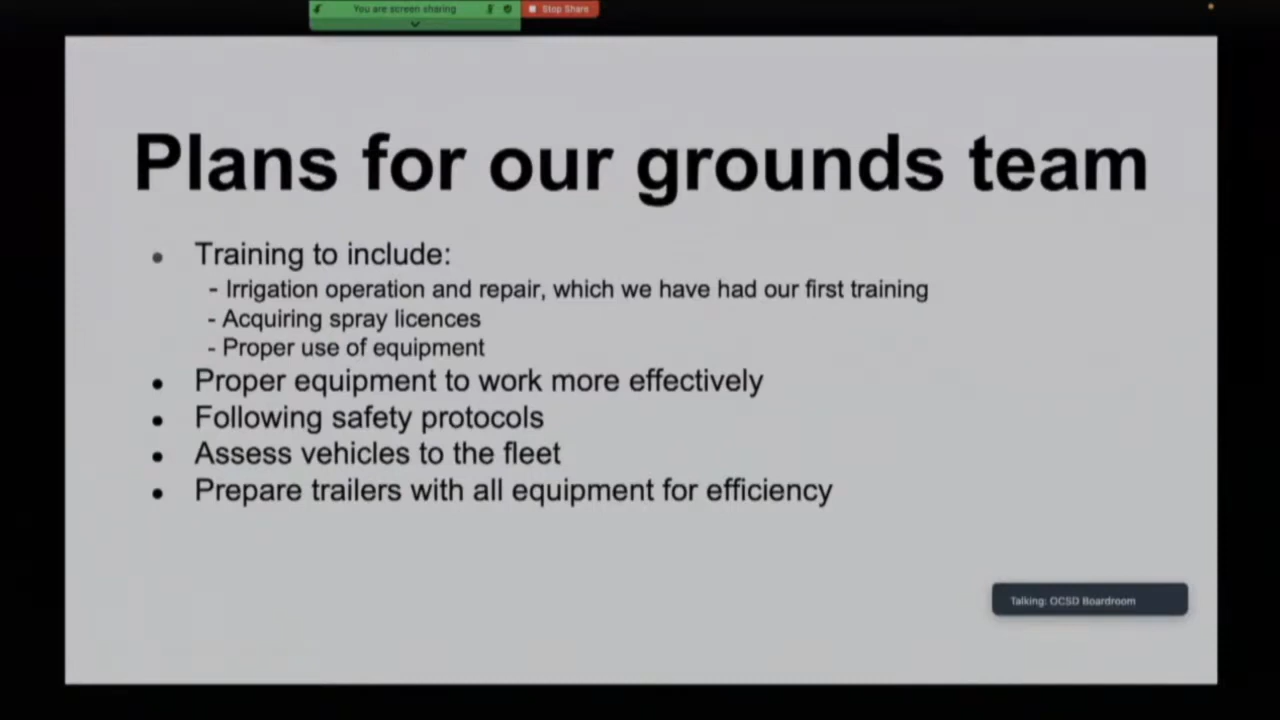 You are screen sharing
Stop Share
Plans for our grounds team
• Training to include:
- Irrigation operation and repair, which we have had our first training
- Acquiring spray licences
- Proper use of equipment
• Proper equipment to work more effectively
• Following safety protocols
• Assess vehicles to the fleet
• Prepare trailers with all equipment for efficiency
Talking: OCSD Boardroom